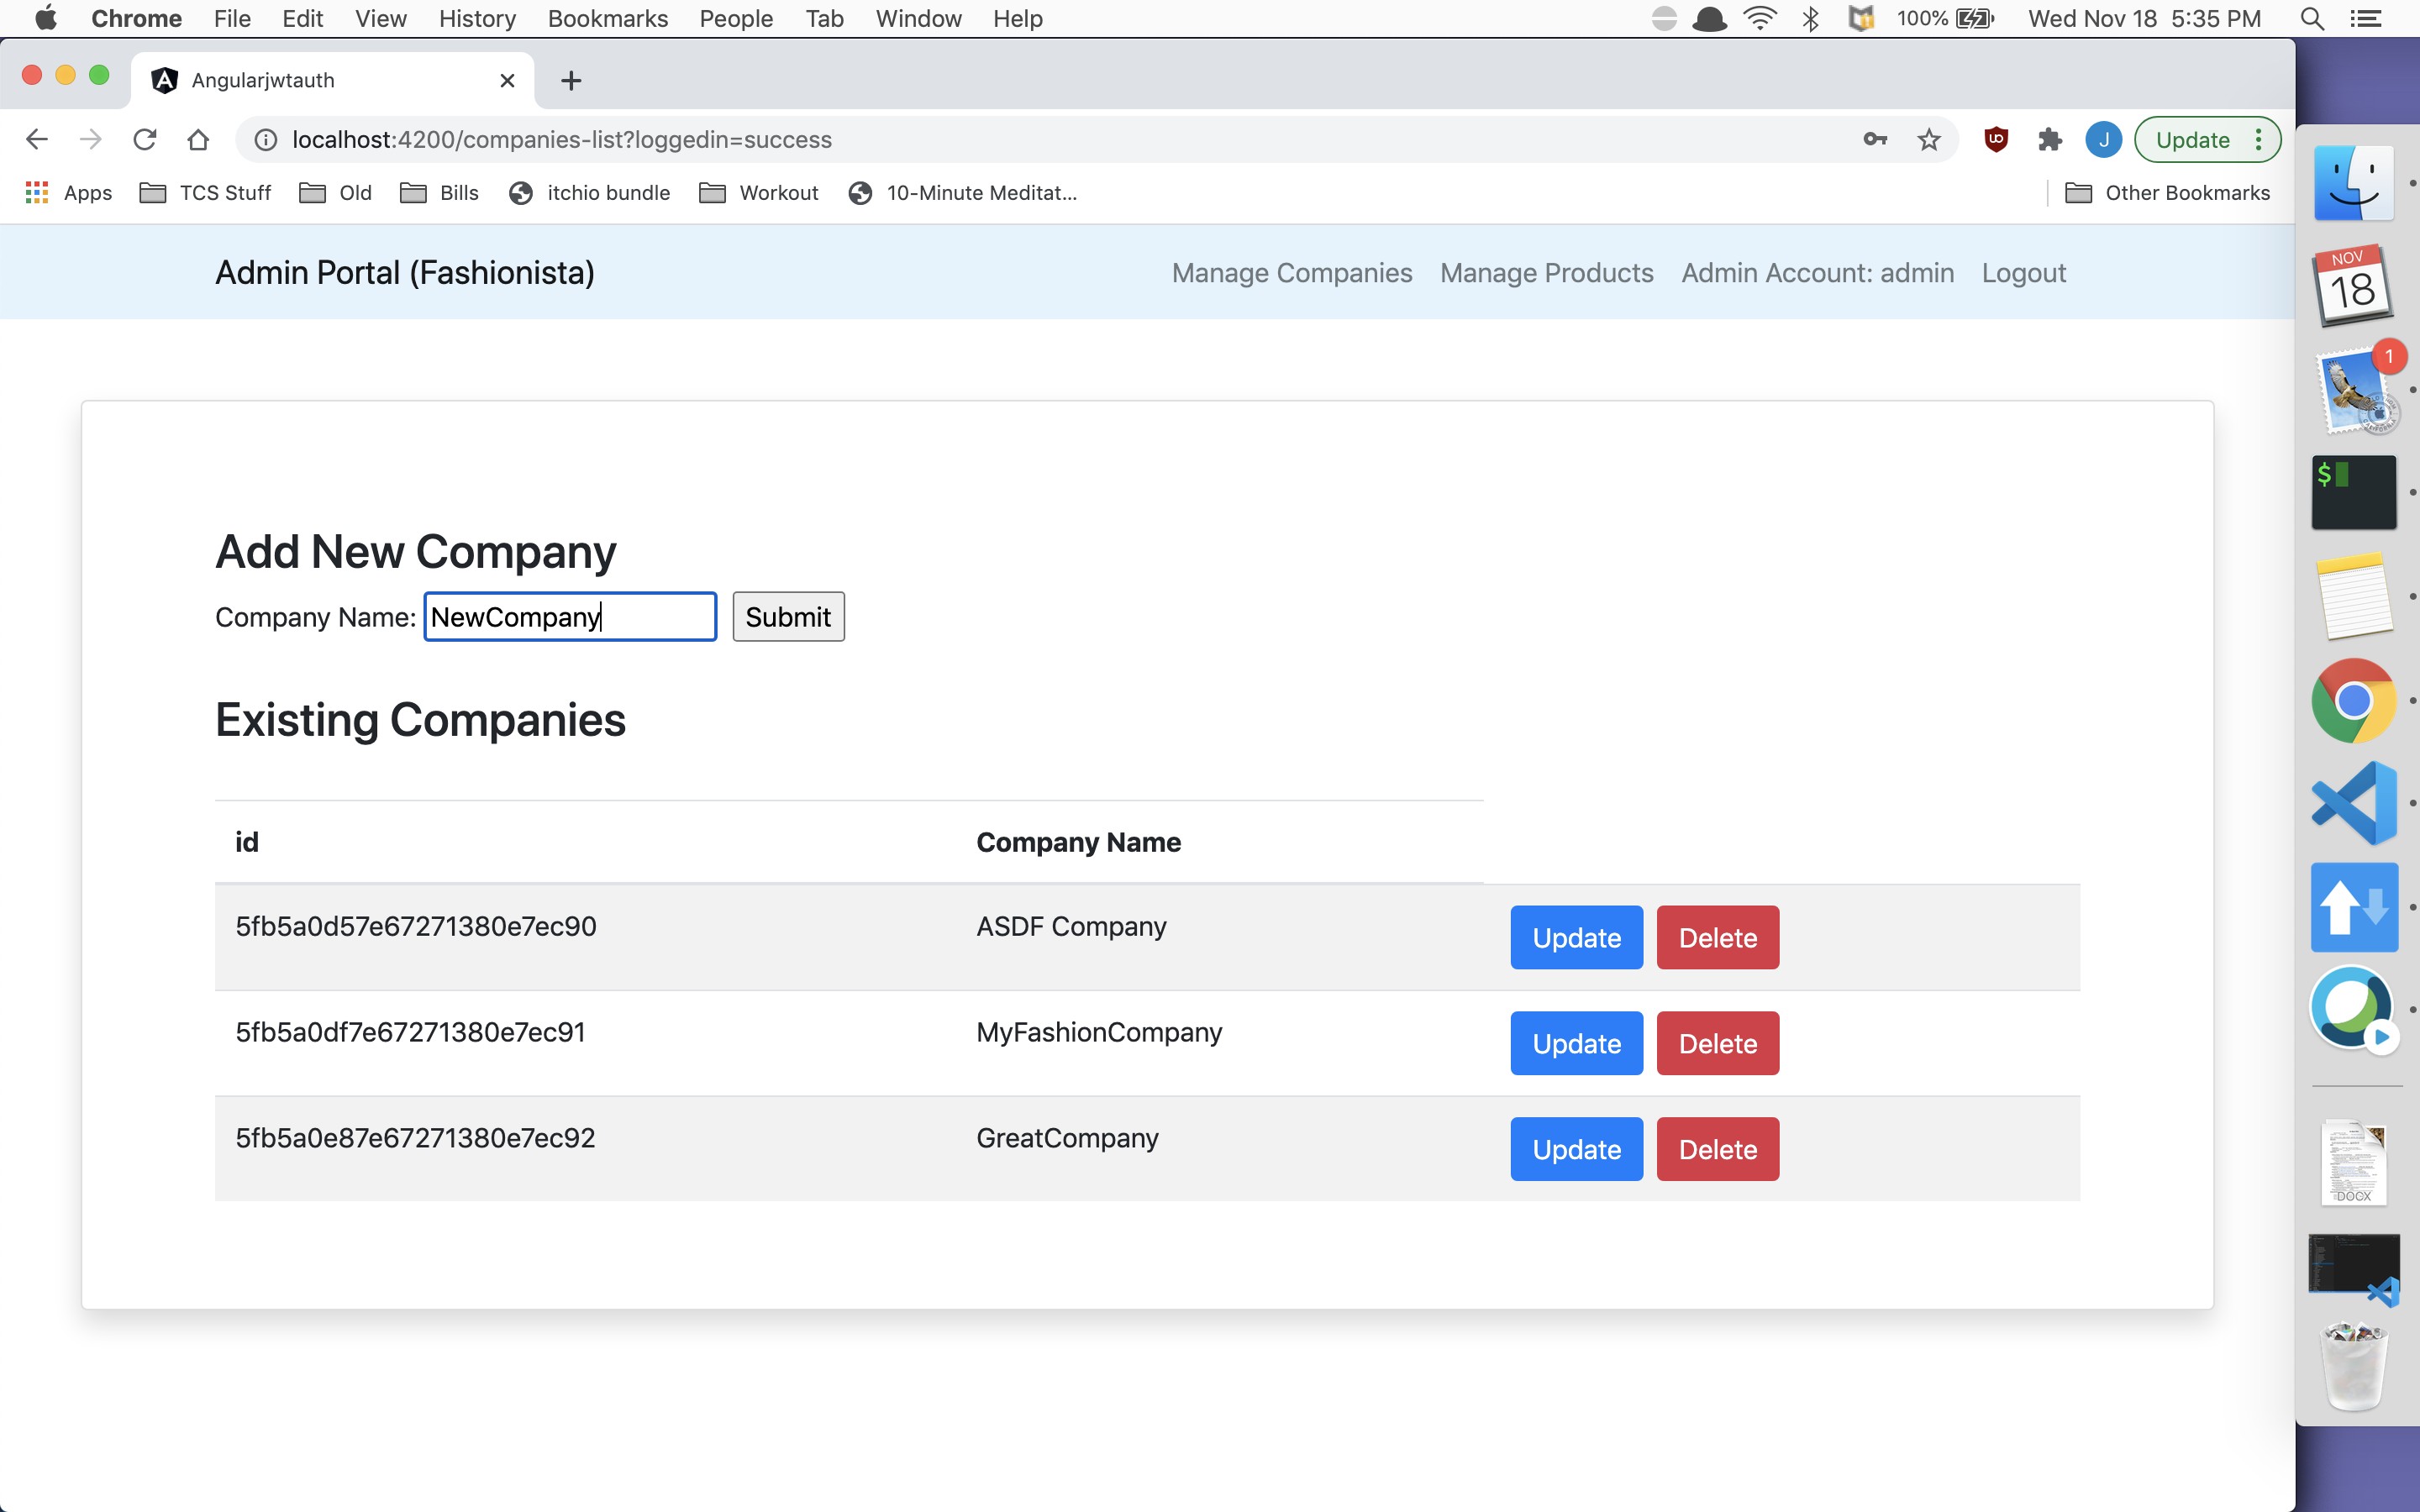 Chrome File Edit View History Bookmarks People Tab Window Help 100% Wed Nov 18 5:35 PM
Angularjwtauth
localhost:4200/companies-list?loggedin=success J Update
Apps TCS Stuff Old Bills itchio bundle Workout 10-Minute Meditat... Other Bookmarks
Admin Portal (Fashionista) Manage Companies Manage Products Admin Account: admin Logout
Add New Company
Company Name: NewCompany Submit
Existing Companies
id Company Name
5fb5a0d57e67271380e7ec90 ASDF Company Update Delete
5fb5a0df7e67271380e7ec91 MyFashionCompany Update Delete
5fb5a0e87e67271380e7ec92 GreatCompany Update Delete
NOV
18
1
$
DOCX